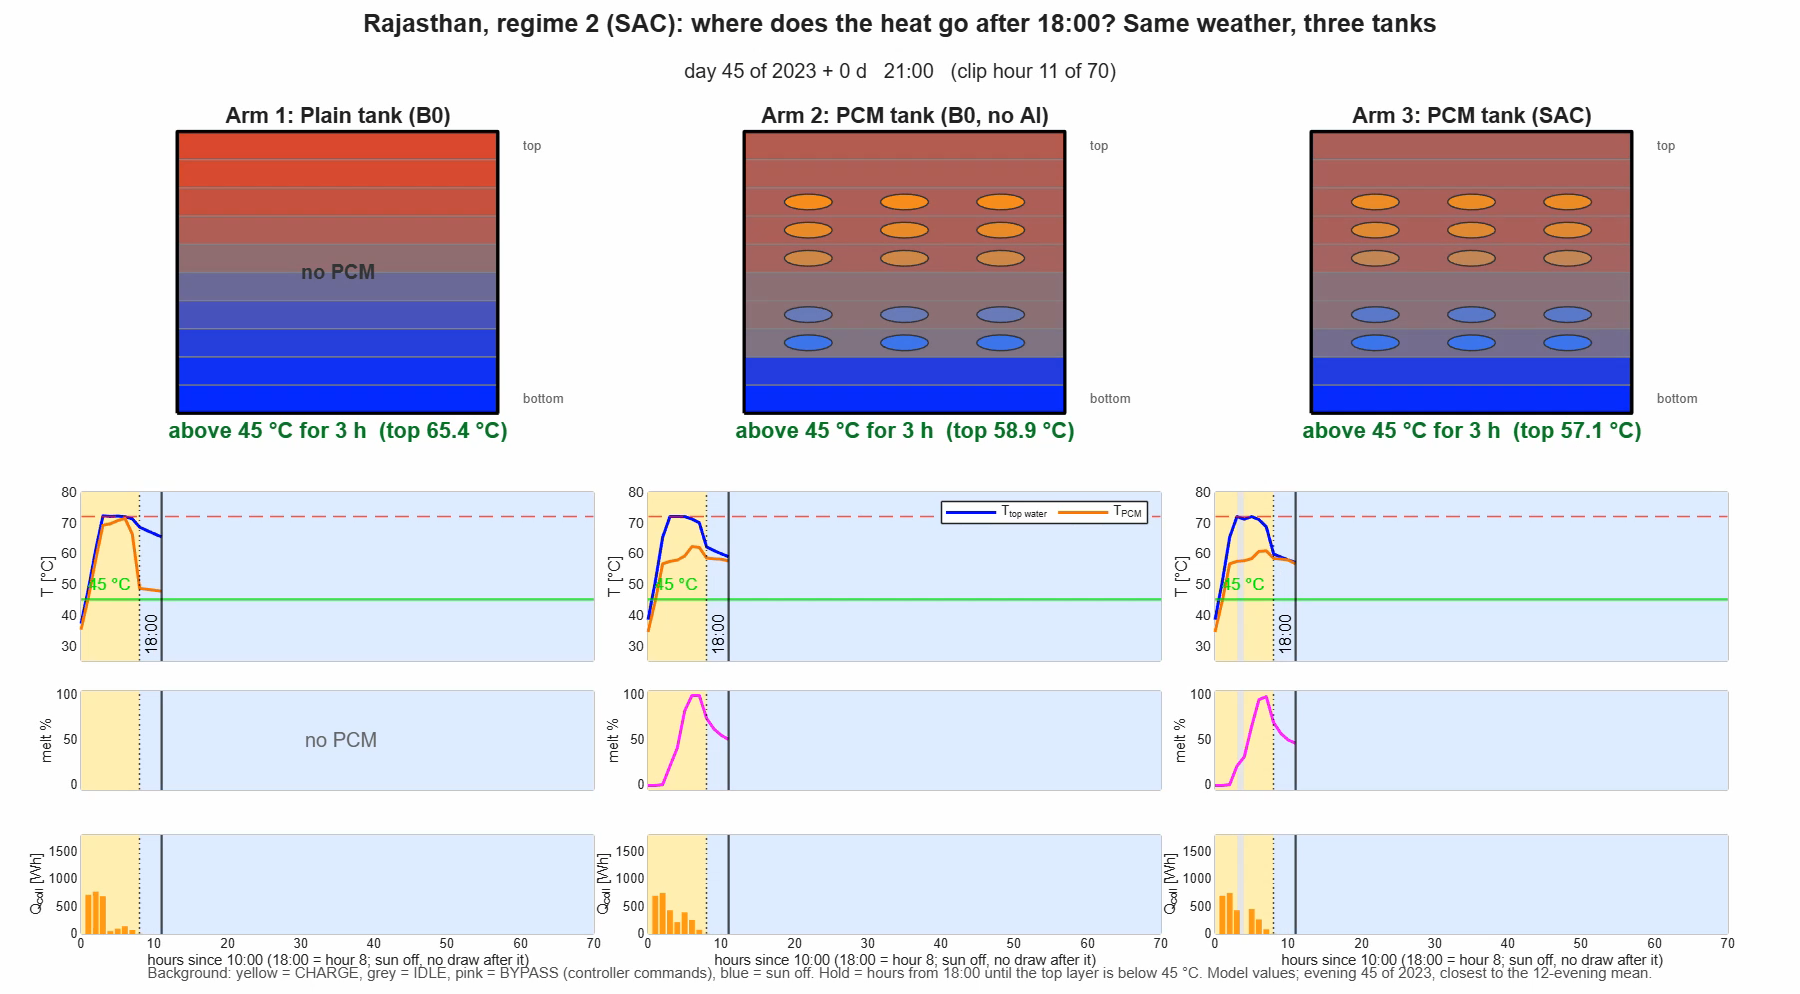 Rajasthan, regime 2 (SAC): where does the heat go after 18:00? Same weather, three tanks
day 45 of 2023 + 0 d 21:00 (clip hour 11 of 70)
Arm 1: Plain tank (B0)
top
no PCM
bottom
above 45 °C for 3 h (top 65.4 °C)
Arm 2: PCM tank (B0, no AI)
top
bottom
above 45 °C for 3 h (top 58.9 °C)
Arm 3: PCM tank (SAC)
top
bottom
above 45 °C for 3 h (top 57.1 °C)
T [°C]
80
70
60
50
40
30
45 °C
18:00
T [°C]
80
70
60
50
40
30
45 °C
18:00
T top water
T PCM
T [°C]
80
70
60
50
40
30
45 °C
18:00
melt %
100
50
0
no PCM
melt %
100
50
0
melt %
100
50
0
Qcoll [Wh]
1500
1000
500
0
0 10 20 30 40 50 60 70
hours since 10:00 (18:00 = hour 8; sun off, no draw after it)
Qcoll [Wh]
1500
1000
500
0
0 10 20 30 40 50 60 70
hours since 10:00 (18:00 = hour 8; sun off, no draw after it)
Qcoll [Wh]
1500
1000
500
0
0 10 20 30 40 50 60 70
hours since 10:00 (18:00 = hour 8; sun off, no draw after it)
Background: yellow = CHARGE, grey = IDLE, pink = BYPASS (controller commands), blue = sun off. Hold = hours from 18:00 until the top layer is below 45 °C. Model values; evening 45 of 2023, closest to the 12-evening mean.